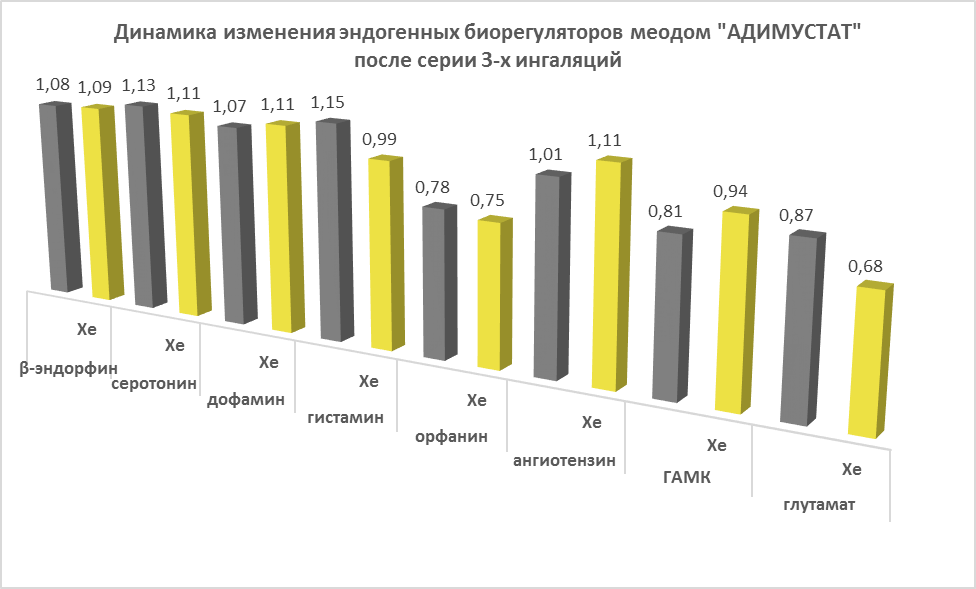 Динамика изменения эндогенных биорегуляторов меодом "АДИМУСТАТ"
после серии 3-х ингаляций
1,08
1,09
1,13
1,11
1,07
1,11
1,15
0,99
0,78
0,75
1,01
1,11
0,81
0,94
0,87
0,68
Xe
Xe
Xe
Xe
Xe
Xe
Xe
Xe
β-эндорфин
серотонин
дофамин
гистамин
орфанин
ангиотензин
ГАМК
глутамат